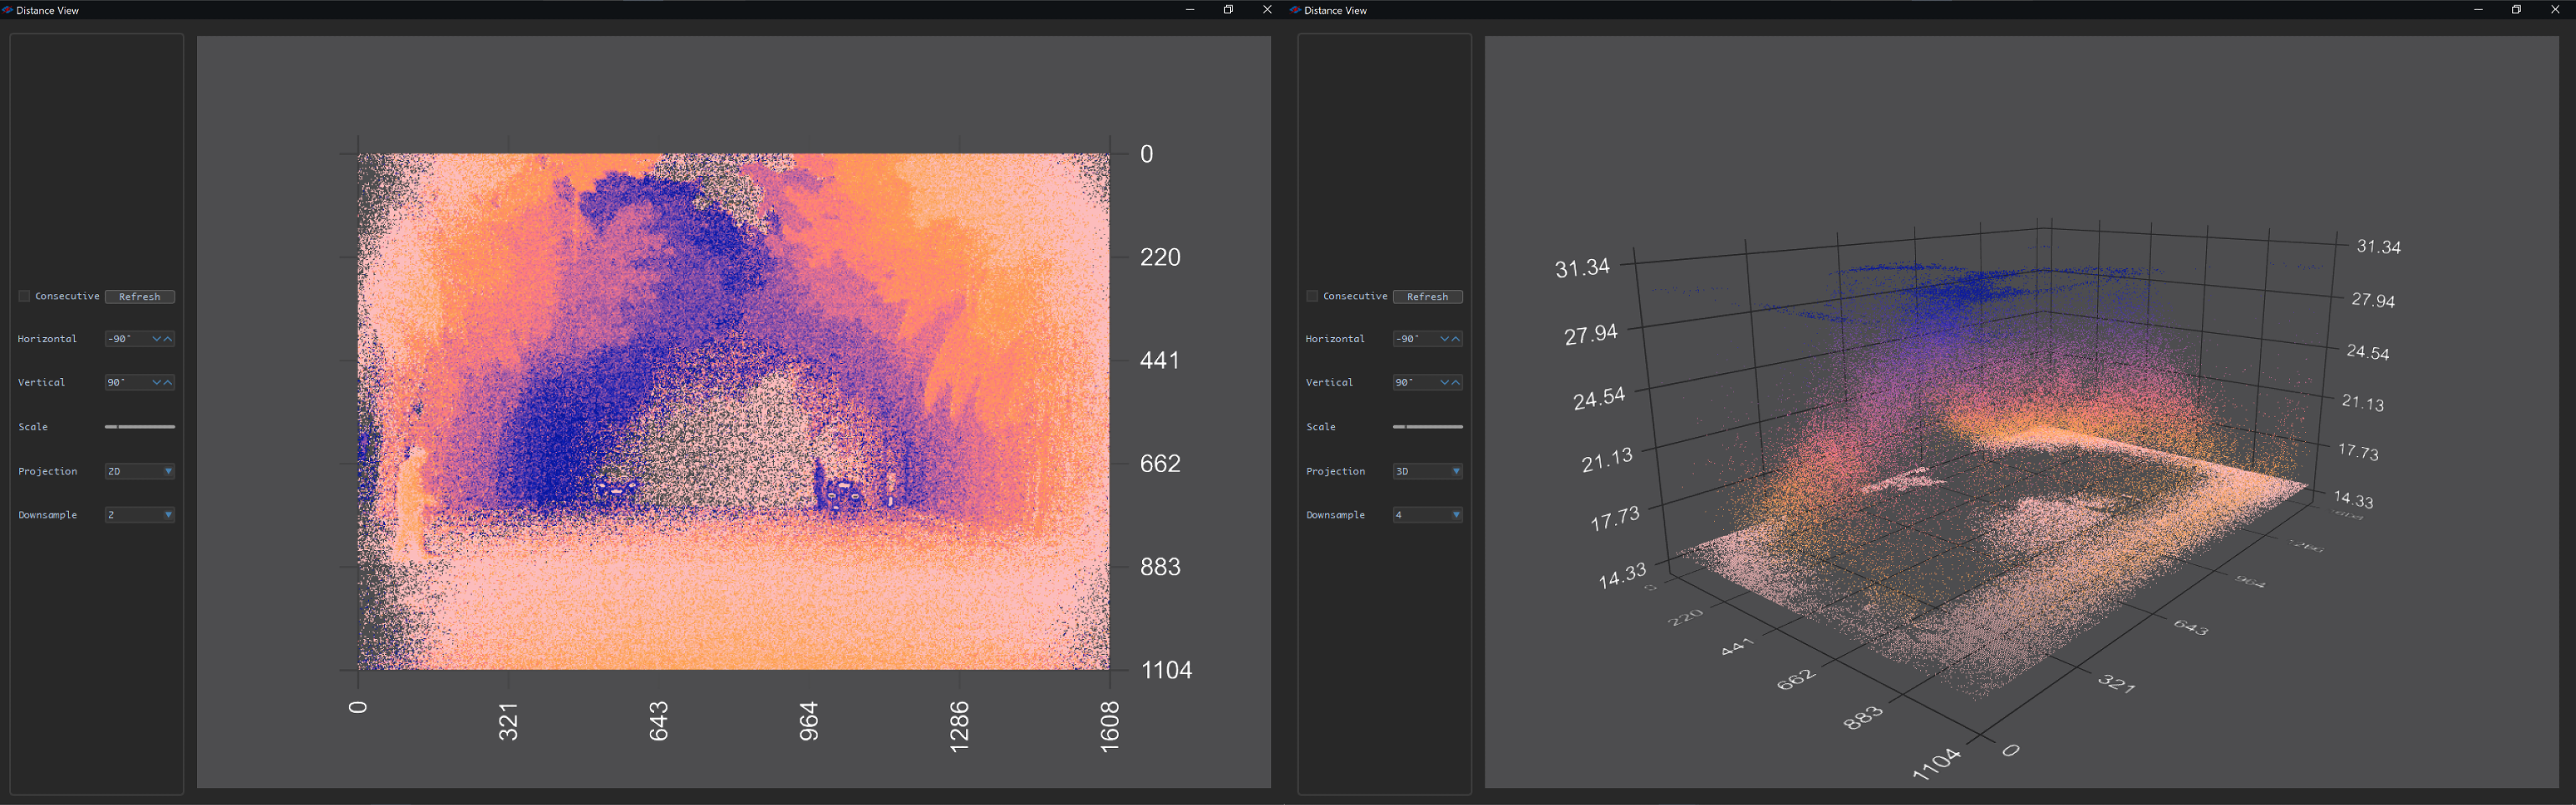 Distance View
Consecutive Refresh
Horizontal -90°
Vertical 90°
Scale
Projection 2D
Downsample 2
0
220
441
662
883
1104
0
321
643
964
1286
1608
Distance View
Consecutive Refresh
Horizontal -90°
Vertical 90°
Scale
Projection 3D
Downsample 4
31.34
27.94
24.54
21.13
17.73
14.33
31.34
27.94
24.54
21.13
17.73
14.33
0
220
441
662
883
1104
0
321
643
964